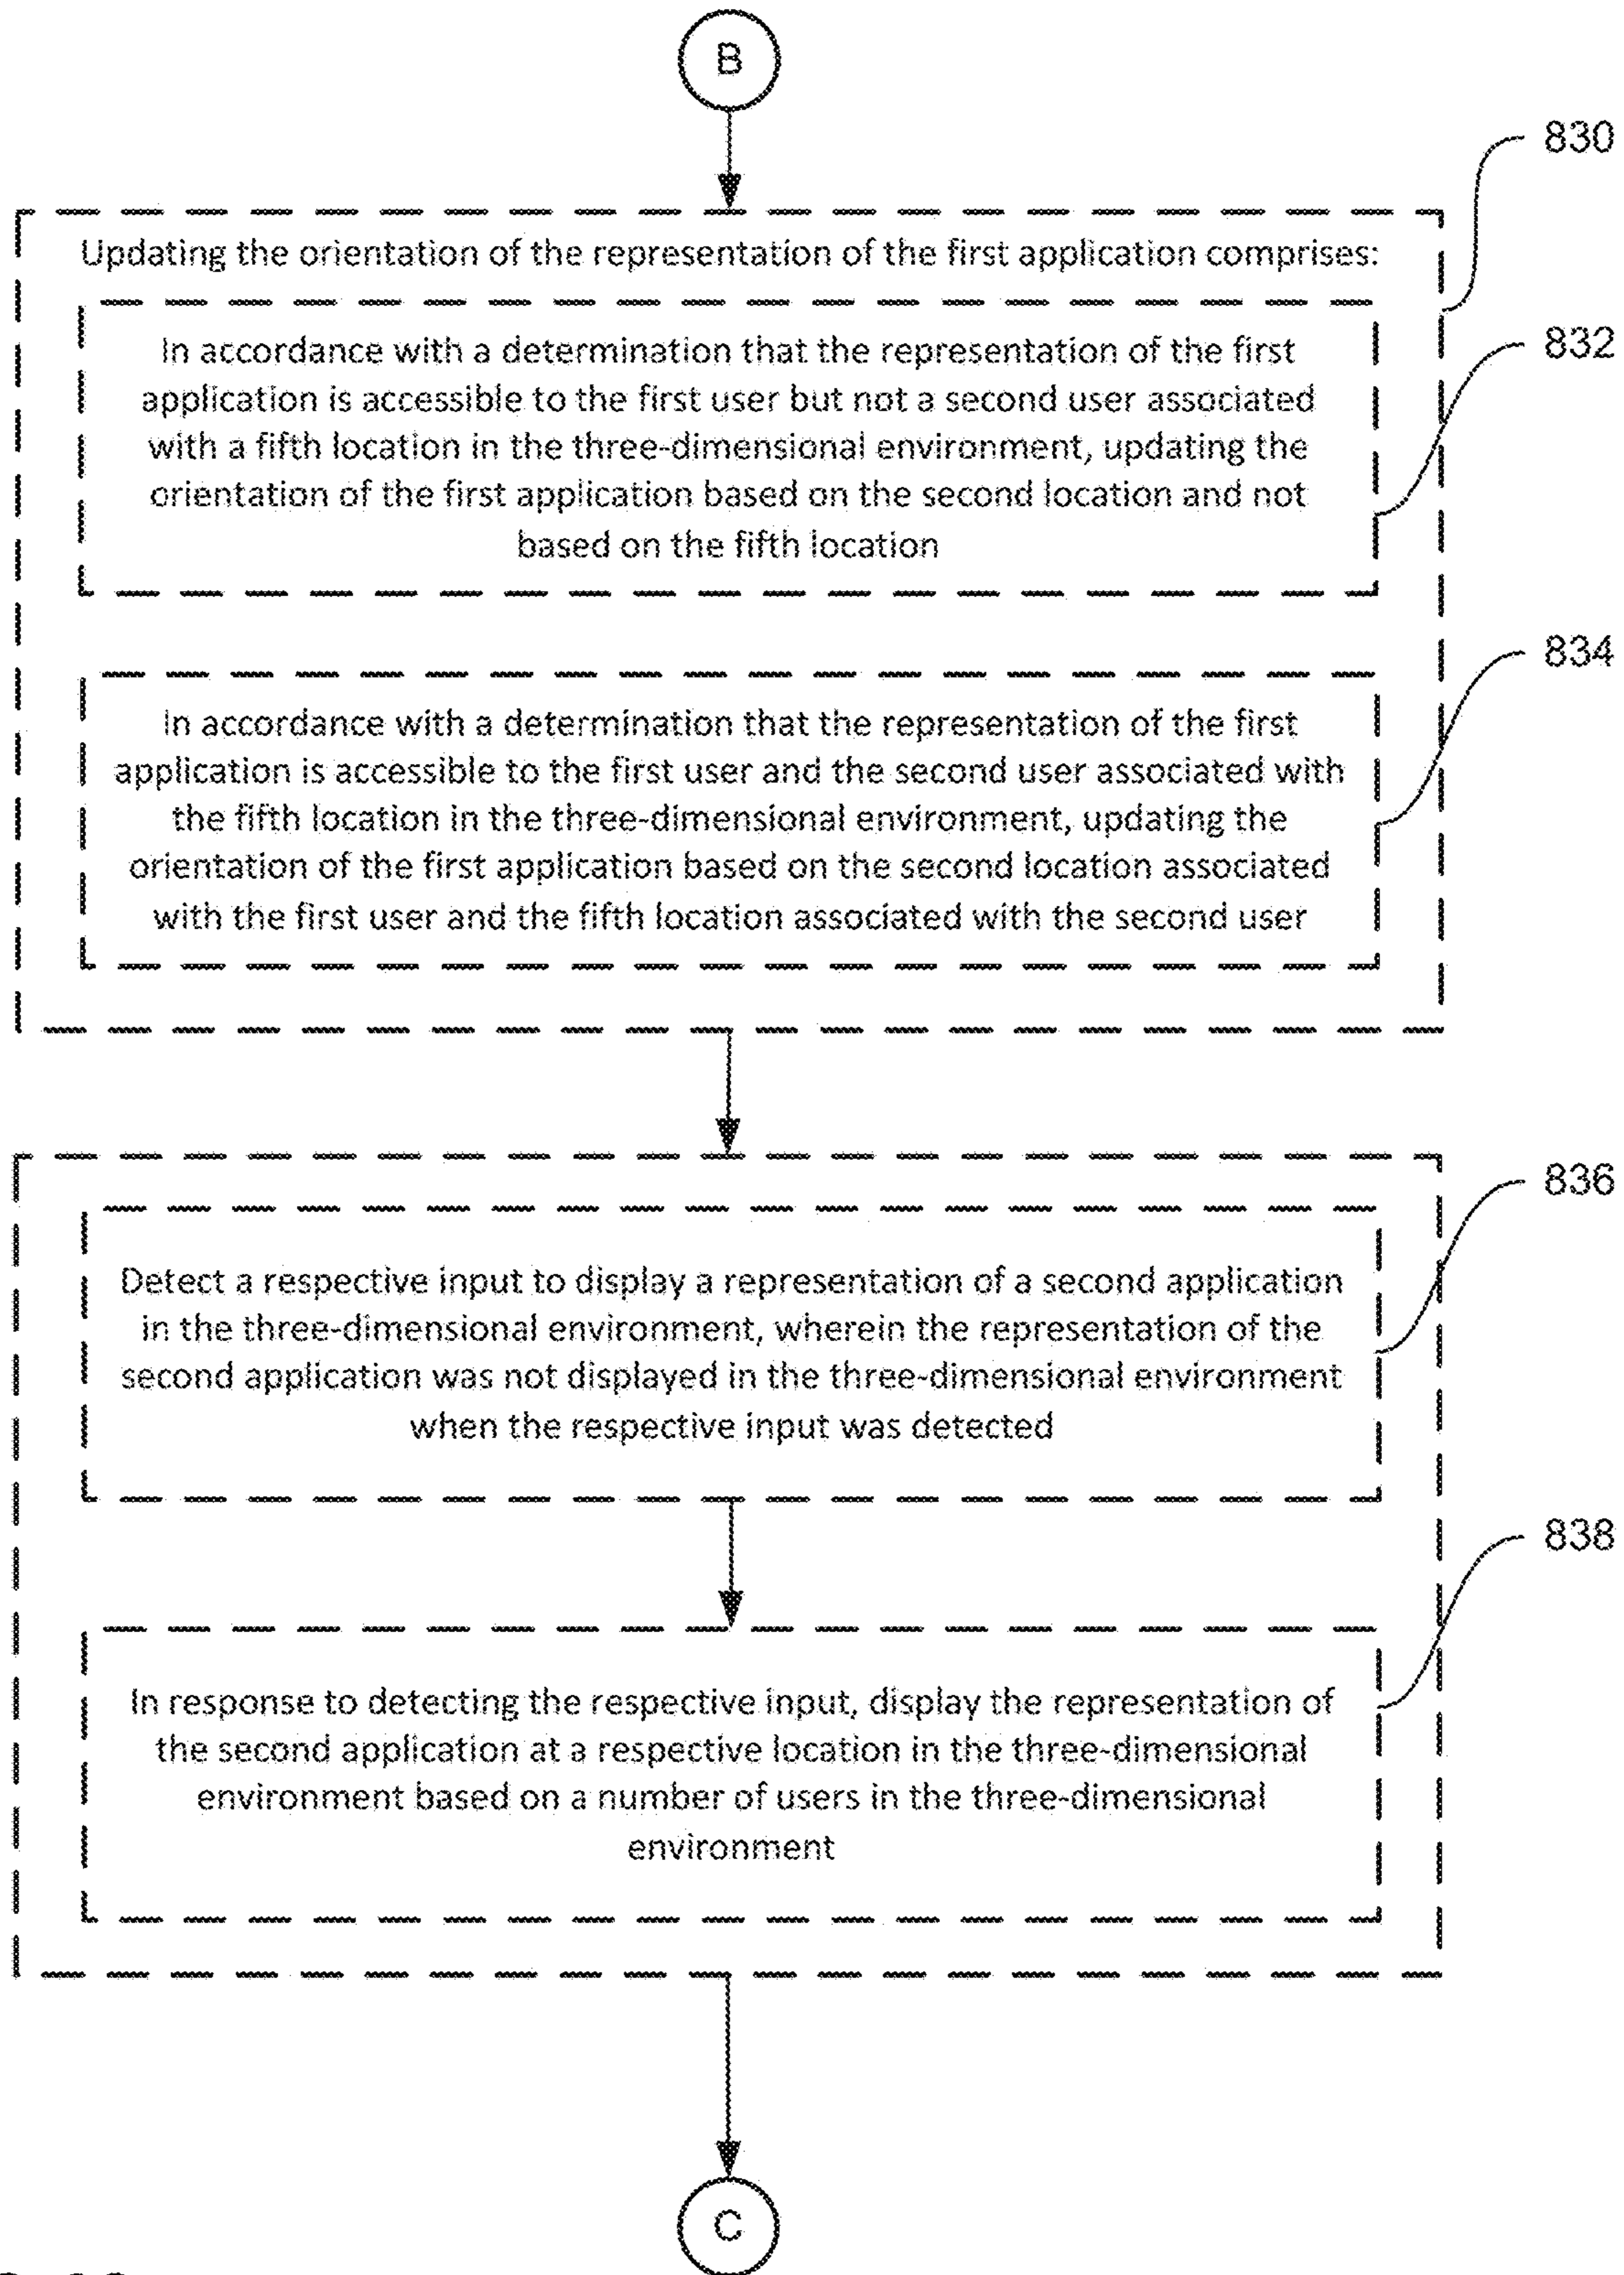 B
830
Updating the orientation of the representation of the first application comprises:
832
In accordance with a determination that the representation of the first
application is accessible to the first user but not a second user associated
with a fifth location in the three-dimensional environment, updating the
orientation of the first application based on the second location and not
based on the fifth location
834
In accordance with a determination that the representation of the first
application is accessible to the first user and the second user associated with
the fifth location in the three-dimensional environment, updating the
orientation of the first application based on the second location associated
with the first user and the fifth location associated with the second user
836
Detect a respective input to display a representation of a second application
in the three-dimensional environment, wherein the representation of the
second application was not displayed in the three-dimensional environment
when the respective input was detected
838
In response to detecting the respective input, display the representation of
the second application at a respective location in the three-dimensional
environment based on a number of users in the three-dimensional
environment
C